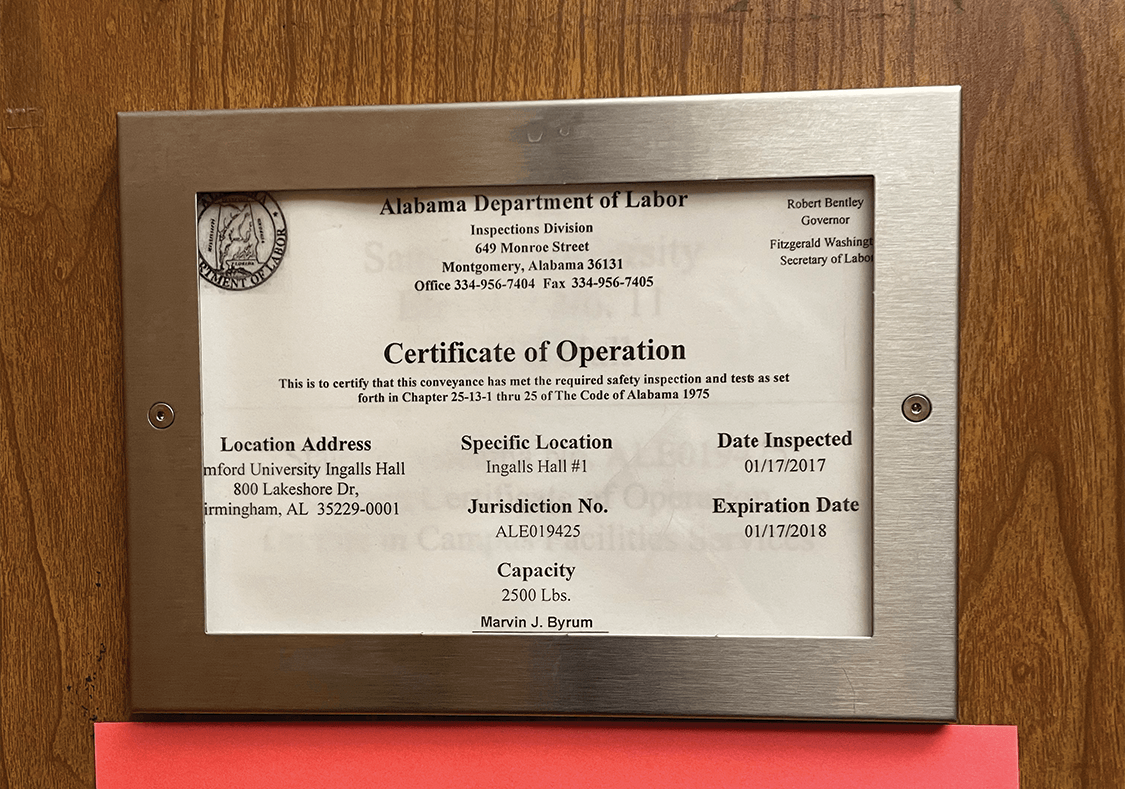 Alabama Department of Labor
Inspections Division
649 Monroe Street
Montgomery, Alabama 36131
Office 334-956-7404 Fax 334-956-7405
Robert Bentley
Governor
Fitzgerald Washingt
Secretary of Labo
RTMENT OF LABOR
Certificate of Operation
This is to certify that this conveyance has met the required safety inspection and tests as set
forth in Chapter 25-13-1 thru 25 of The Code of Alabama 1975
Location Address
mford University Ingalls Hall
800 Lakeshore Dr,
irmingham, AL 35229-0001
Specific Location
Ingalls Hall #1
Jurisdiction No.
ALE019425
Capacity
2500 Lbs.
Marvin J. Byrum
Date Inspected
01/17/2017
Expiration Date
01/17/2018